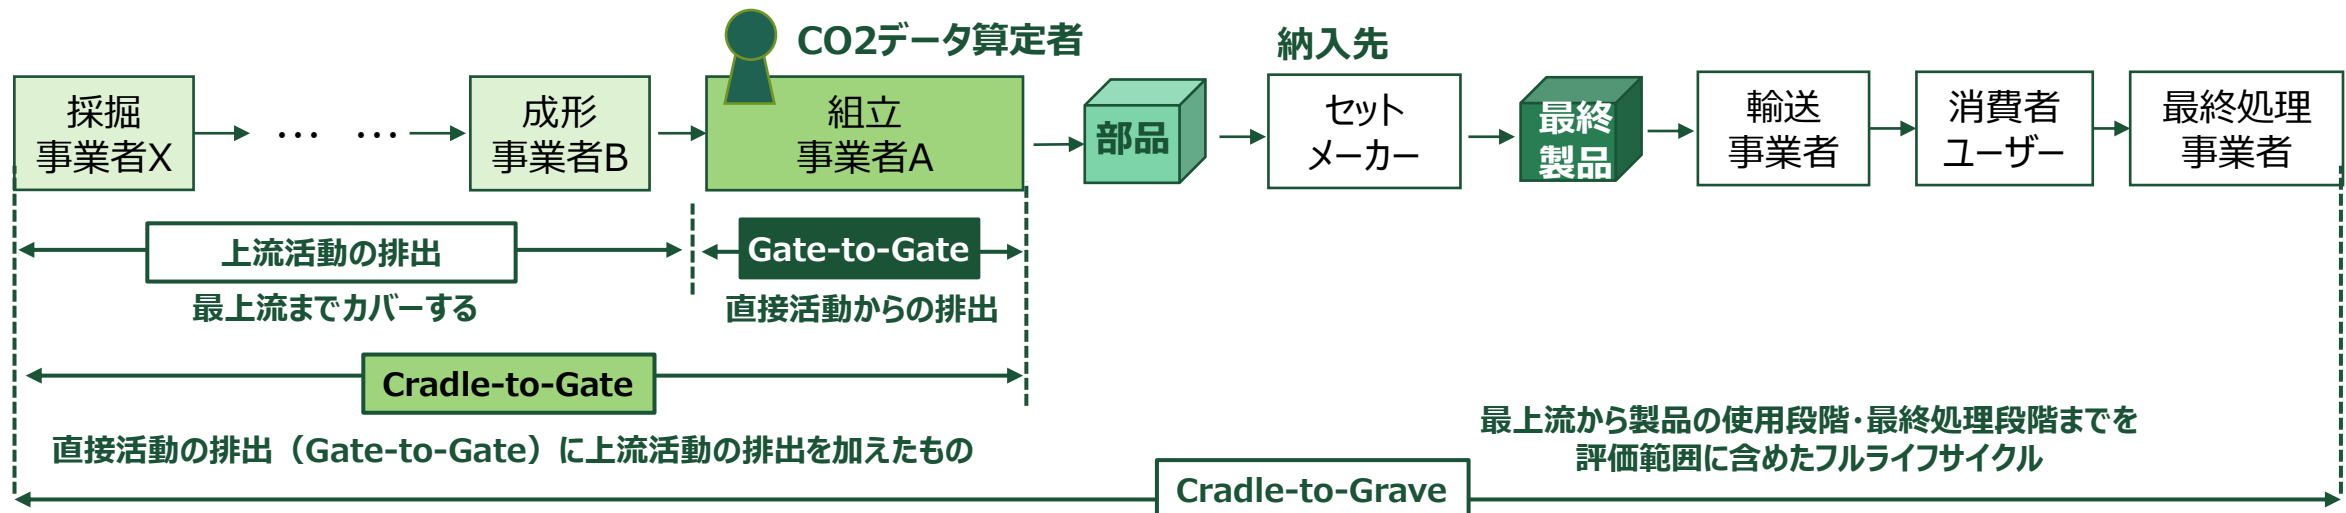 CO2データ算定者
納入先
採掘
事業者X
… …
成形
事業者B
組立
事業者A
部品
セット
メーカー
最終
製品
輸送
事業者
消費者
ユーザー
最終処理
事業者
上流活動の排出
最上流までカバーする
Gate-to-Gate
直接活動からの排出
Cradle-to-Gate
直接活動の排出（Gate-to-Gate）に上流活動の排出を加えたもの
最上流から製品の使用段階・最終処理段階までを
評価範囲に含めたフルライフサイクル
Cradle-to-Grave